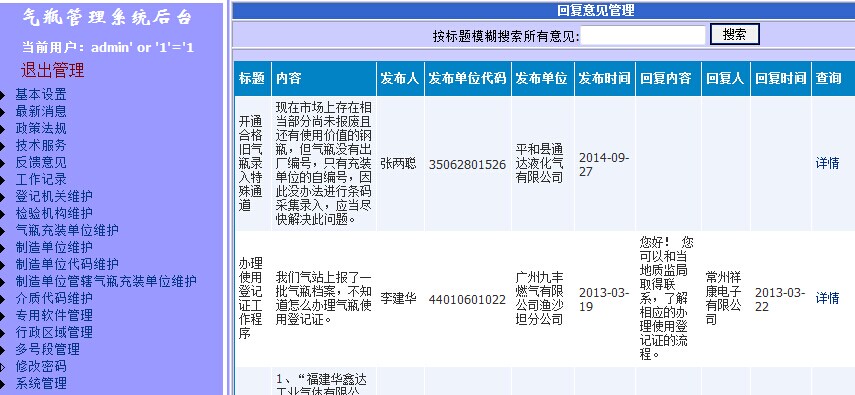 气瓶管理系统后台
当前用户：admin' or '1'='1
退出管理
基本设置
最新消息
政策法规
技术服务
反馈意见
工作记录
登记机关维护
检验机构维护
气瓶充装单位维护
制造单位维护
制造单位代码维护
制造单位管辖气瓶充装单位维护
介质代码维护
专用软件管理
行政区域管理
多号段管理
修改密码
系统管理
回复意见管理
按标题模糊搜索所有意见:
搜索
标题 内容 发布人 发布单位代码 发布单位 发布时间 回复内容 回复人 回复时间 查询
开通
合格
旧气
瓶录
入特
殊通
道
现在市场上存在相
当部分尚未报废且
还有使用价值的钢
瓶，但气瓶没有出
厂编号，只有充装
单位的自编号，因
此没办法进行条码
采集录入，应当尽
快解决此问题。
张丙聪
35062801526
平和县通
达液化气
有限公司
2014-09-
27
详情
办理
使用
登记
证工
作程
序
我们气站上报了一
批气瓶档案，不知
道怎么办理气瓶使
用登记证。
李建华
44010601022
广州九丰
燃气有限
公司渔沙
坦分公司
2013-03-
19
您好！ 您
可以和当
地质监局
取得联
系，了解
相应的办
理使用登
记证的流
程。
常州祥
康电子
有限公
司
2013-03-
22
详情
1、“福建华鑫达
工业气体有限公